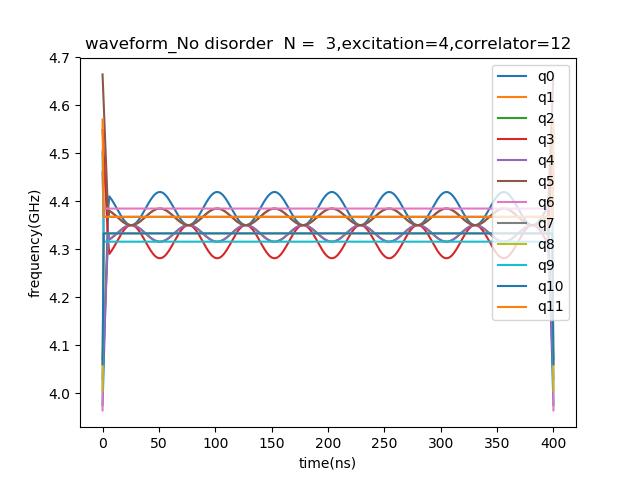 waveform_No disorder  N =  3,excitation=4,correlator=12
frequency(GHz)
4.7
4.6
4.5
4.4
4.3
4.2
4.1
4.0
q0
q1
q2
q3
q4
q5
q6
q7
q8
q9
q10
q11
0
50
100
150
200
250
300
350
400
time(ns)